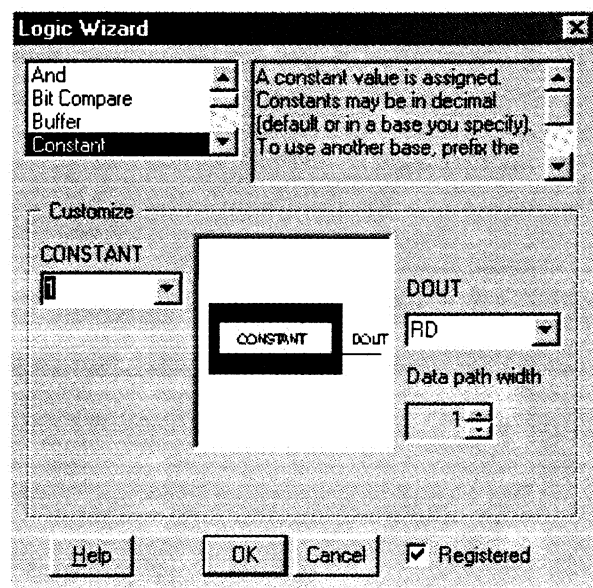 Logic Wizard
And
Bit Compare
Buffer
Constant
A constant value is assigned.
Constants may be in decimal
(default or in a base you specify).
To use another base, prefix the
Customize
CONSTANT
1
CONSTANT DOUT
DOUT
RD
Data path width
1
Help OK Cancel Registered